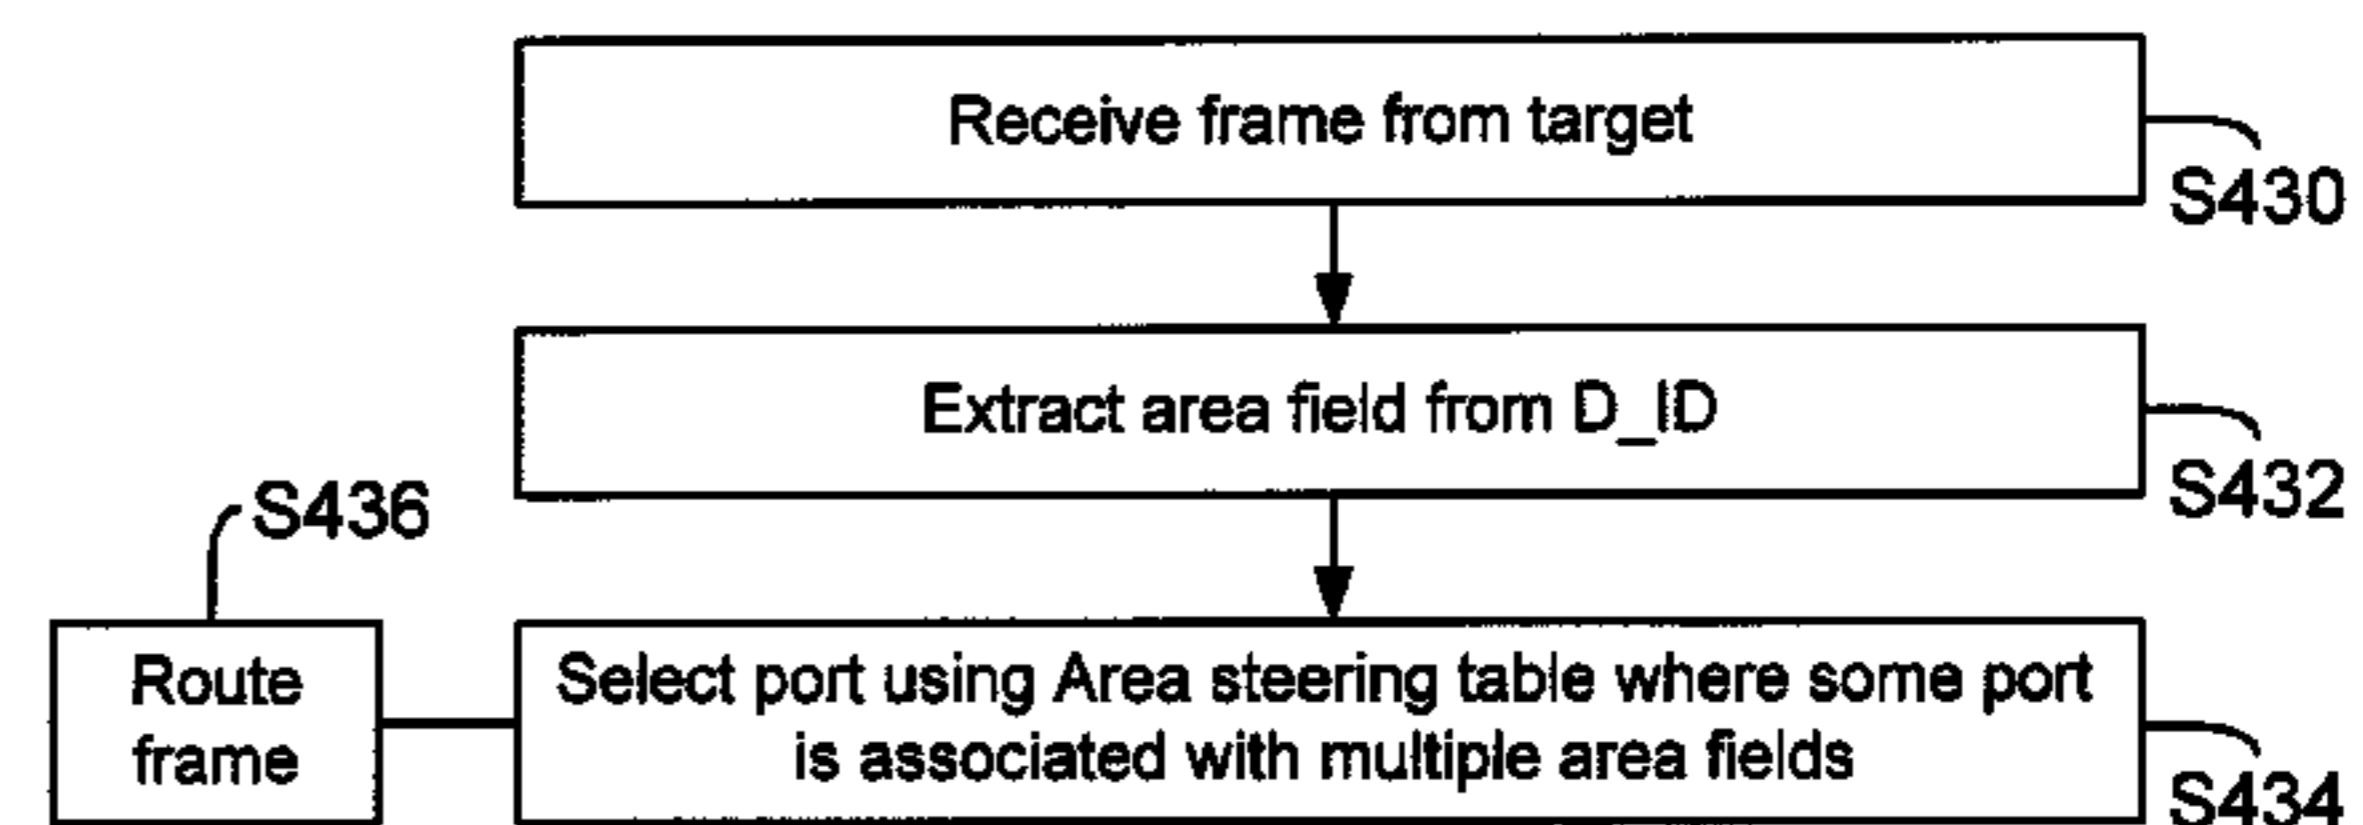 Receive frame from target
S430
Extract area field from D_ID
S432
S436
Route
frame
Select port using Area steering table where some port
is associated with multiple area fields
S434